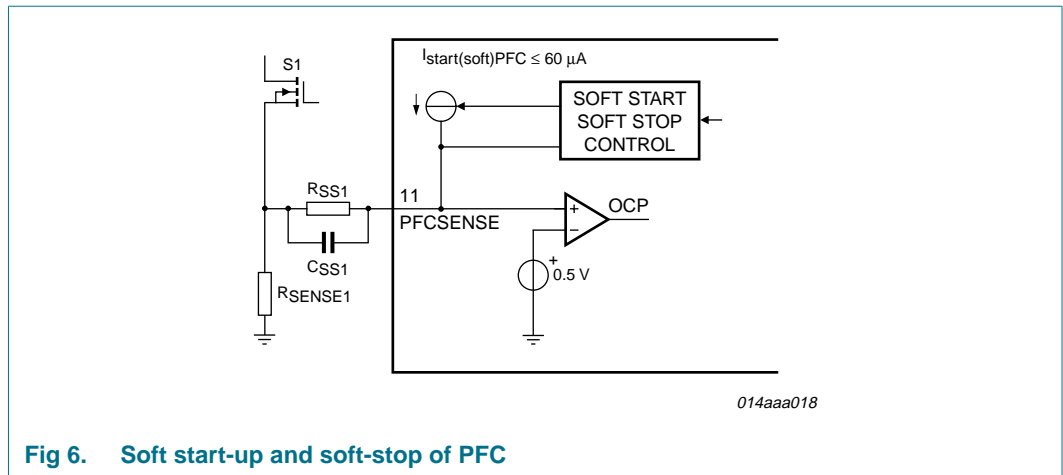 Istart(soft)PFC ≤ 60 μA
S1
SOFT START
SOFT STOP
CONTROL
RSS1
11
PFCSENSE
+
−
OCP
CSS1
+
0.5 V
RSENSE1
014aaa018
Fig 6. Soft start-up and soft-stop of PFC